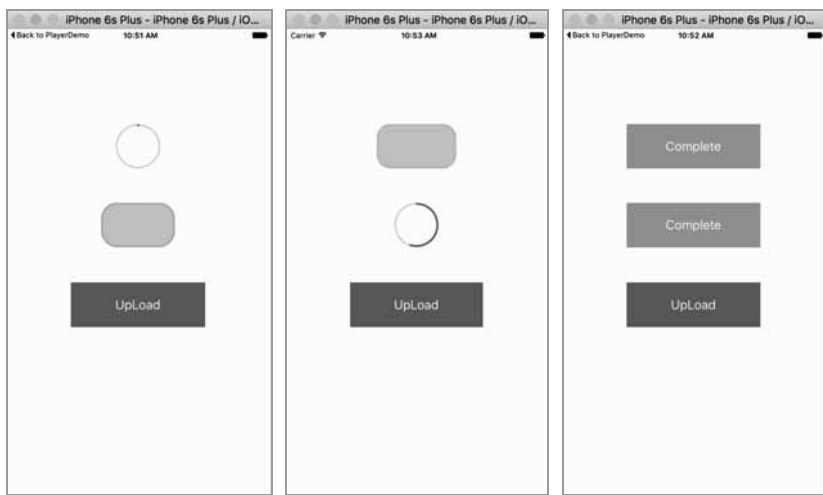 iPhone 6s Plus - iPhone 6s Plus / iO...
Back to PlayerDemo 10:51 AM
UpLoad
iPhone 6s Plus - iPhone 6s Plus / iO...
Carrier 10:53 AM
UpLoad
iPhone 6s Plus - iPhone 6s Plus / iO...
Back to PlayerDemo 10:52 AM
Complete
Complete
UpLoad